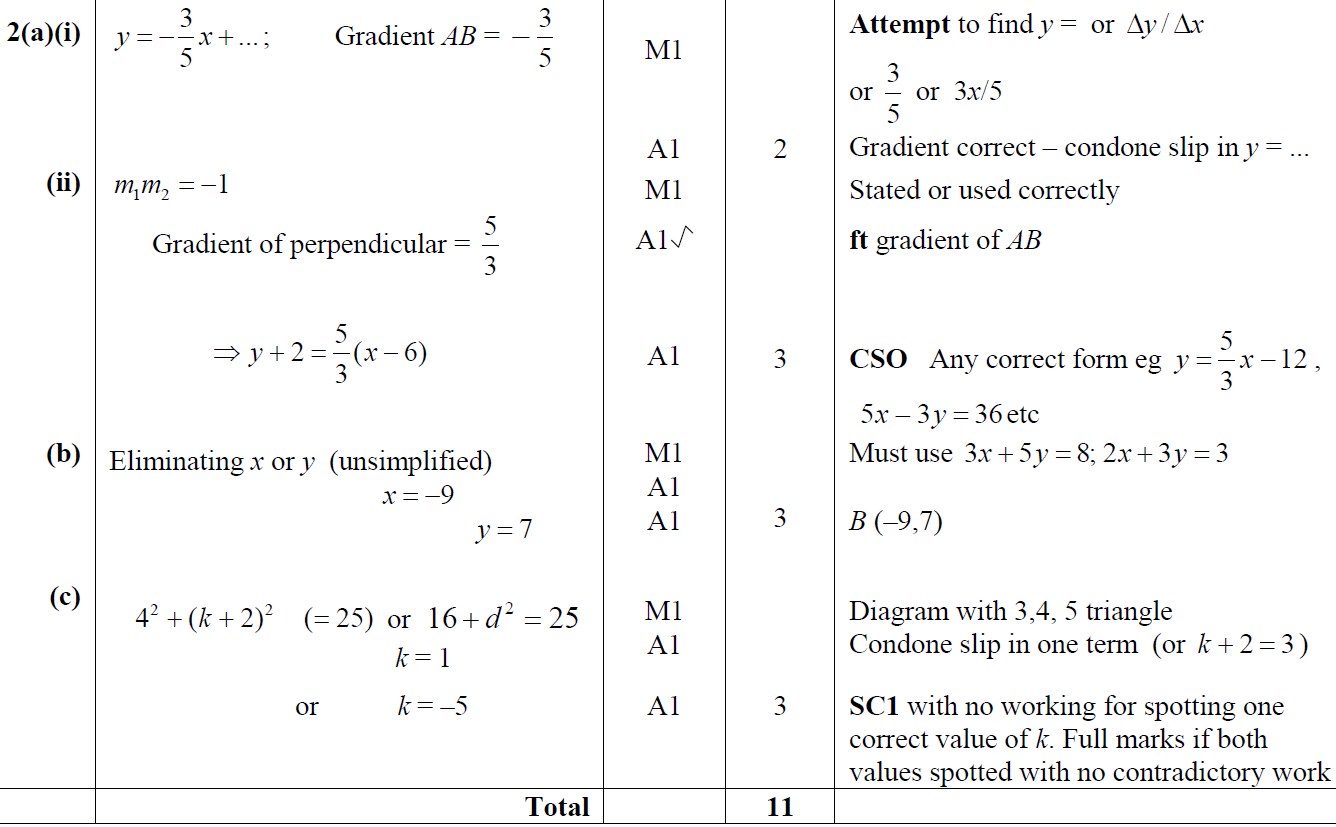 2(a)(i) y = −3/5 x + ... ; Gradient AB = −3/5 M1 Attempt to find y = or Δy / Δx
or 3/5 or 3x/5
A1 2 Gradient correct – condone slip in y = ...
(ii) m₁m₂ = −1 M1 Stated or used correctly
Gradient of perpendicular = 5/3 A1√ ft gradient of AB
⇒ y + 2 = 5/3 (x − 6) A1 3 CSO Any correct form eg y = 5/3 x − 12 ,
5x − 3y = 36 etc
(b) Eliminating x or y (unsimplified) M1 Must use 3x + 5y = 8; 2x + 3y = 3
x = –9 A1
y = 7 A1 3 B (–9,7)
(c) 4² + (k + 2)² (= 25) or 16 + d² = 25 M1 Diagram with 3,4, 5 triangle
k = 1 A1 Condone slip in one term (or k + 2 = 3 )
or k = –5 A1 3 SC1 with no working for spotting one
correct value of k. Full marks if both
values spotted with no contradictory work
Total 11